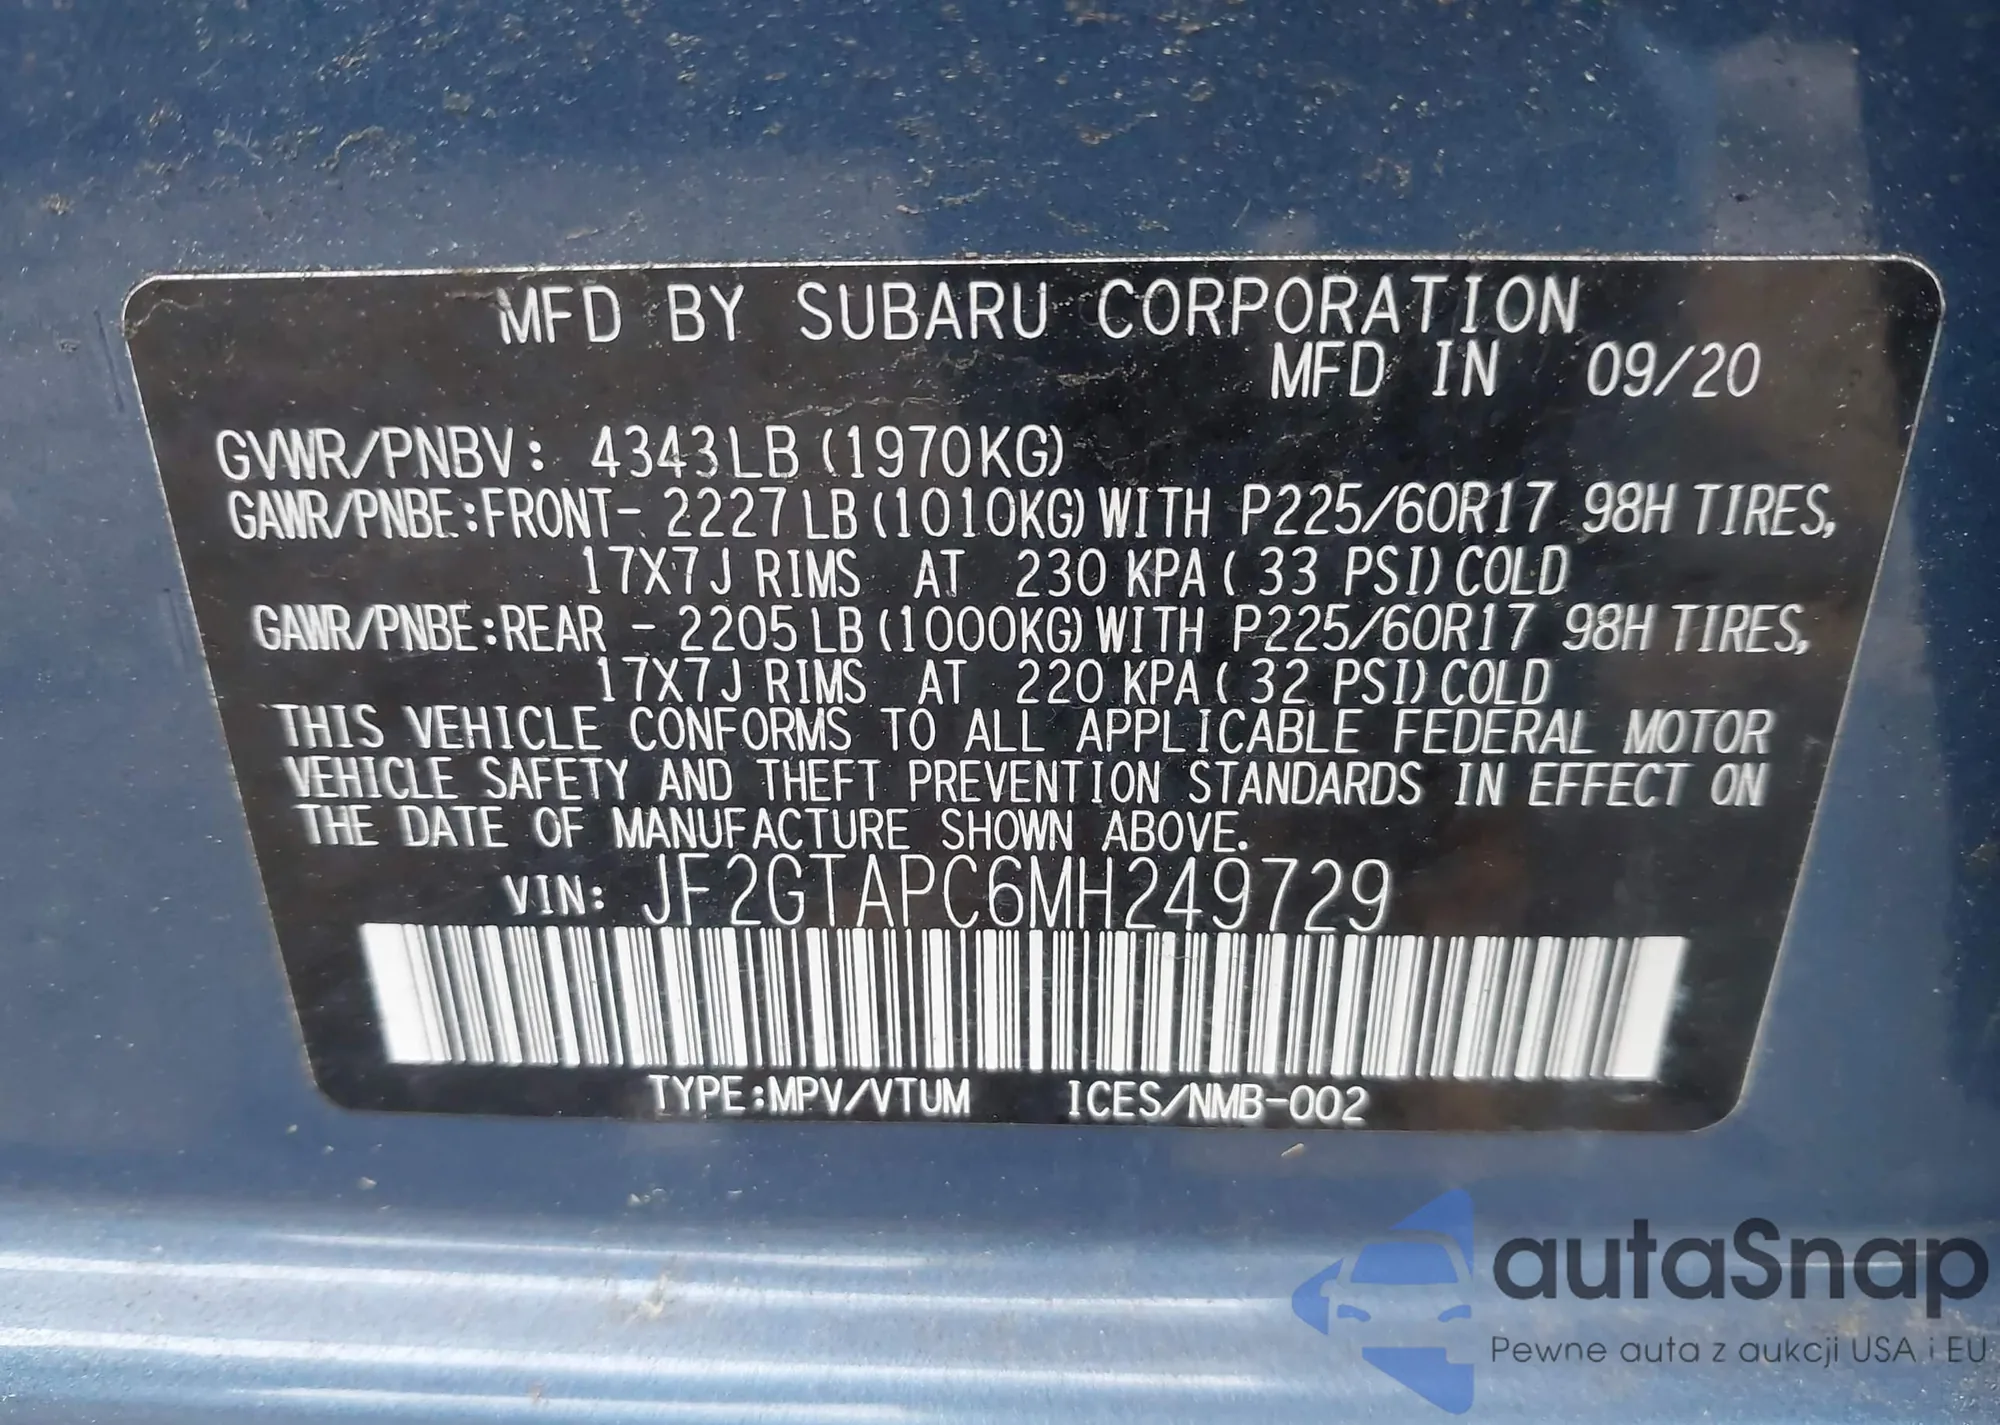 MFD BY SUBARU CORPORATION
MFD IN 09/20
GVWR/PNBV: 4343LB(1970KG)
GAWR/PNBE:FRONT- 2227LB(1010KG)WITH P225/60R17 98H TIRES,
17X7J RIMS AT 230 KPA( 33 PSI)COLD
GAWR/PNBE:REAR - 2205LB(1000KG)WITH P225/60R17 98H TIRES,
17X7J RIMS AT 220 KPA( 32 PSI)COLD
THIS VEHICLE CONFORMS TO ALL APPLICABLE FEDERAL MOTOR
VEHICLE SAFETY AND THEFT PREVENTION STANDARDS IN EFFECT ON
THE DATE OF MANUFACTURE SHOWN ABOVE.
VIN: JF2GTAPC6MH249729
TYPE:MPV/VTUM ICES/NMB-002
autaSnap
Pewne auta z aukcji USA i EU